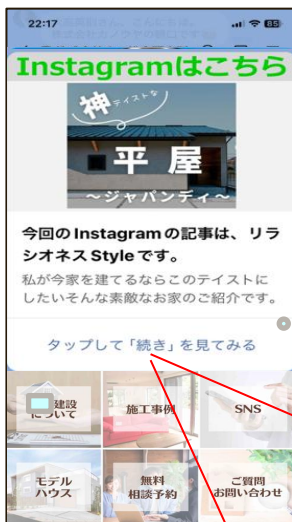 22:17
65
Instagramはこちら
神テイストな
平屋
～ジャパンディ～
今回のInstagramの記事は、リラ
シオネスStyleです。
私が今家を建てるならこのテイストに
したいそんな素敵なお家のご紹介です。
タップして「続き」を見てみる
建設
について
施工事例
SNS
モデル
ハウス
無料
相談予約
ご質問
お問い合わせ